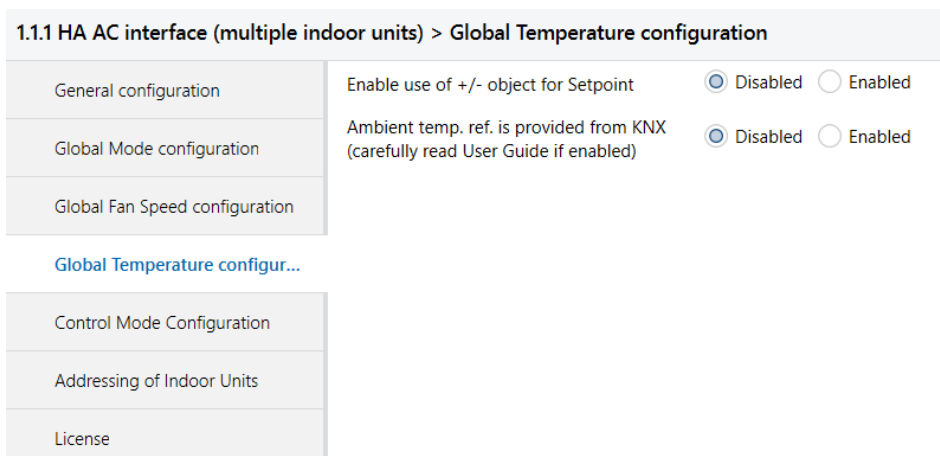 1.1.1 HA AC interface (multiple indoor units) > Global Temperature configuration
General configuration
Global Mode configuration
Global Fan Speed configuration
Global Temperature configur...
Control Mode Configuration
Addressing of Indoor Units
License
Enable use of +/- object for Setpoint Disabled Enabled
Ambient temp. ref. is provided from KNX
(carefully read User Guide if enabled) Disabled Enabled